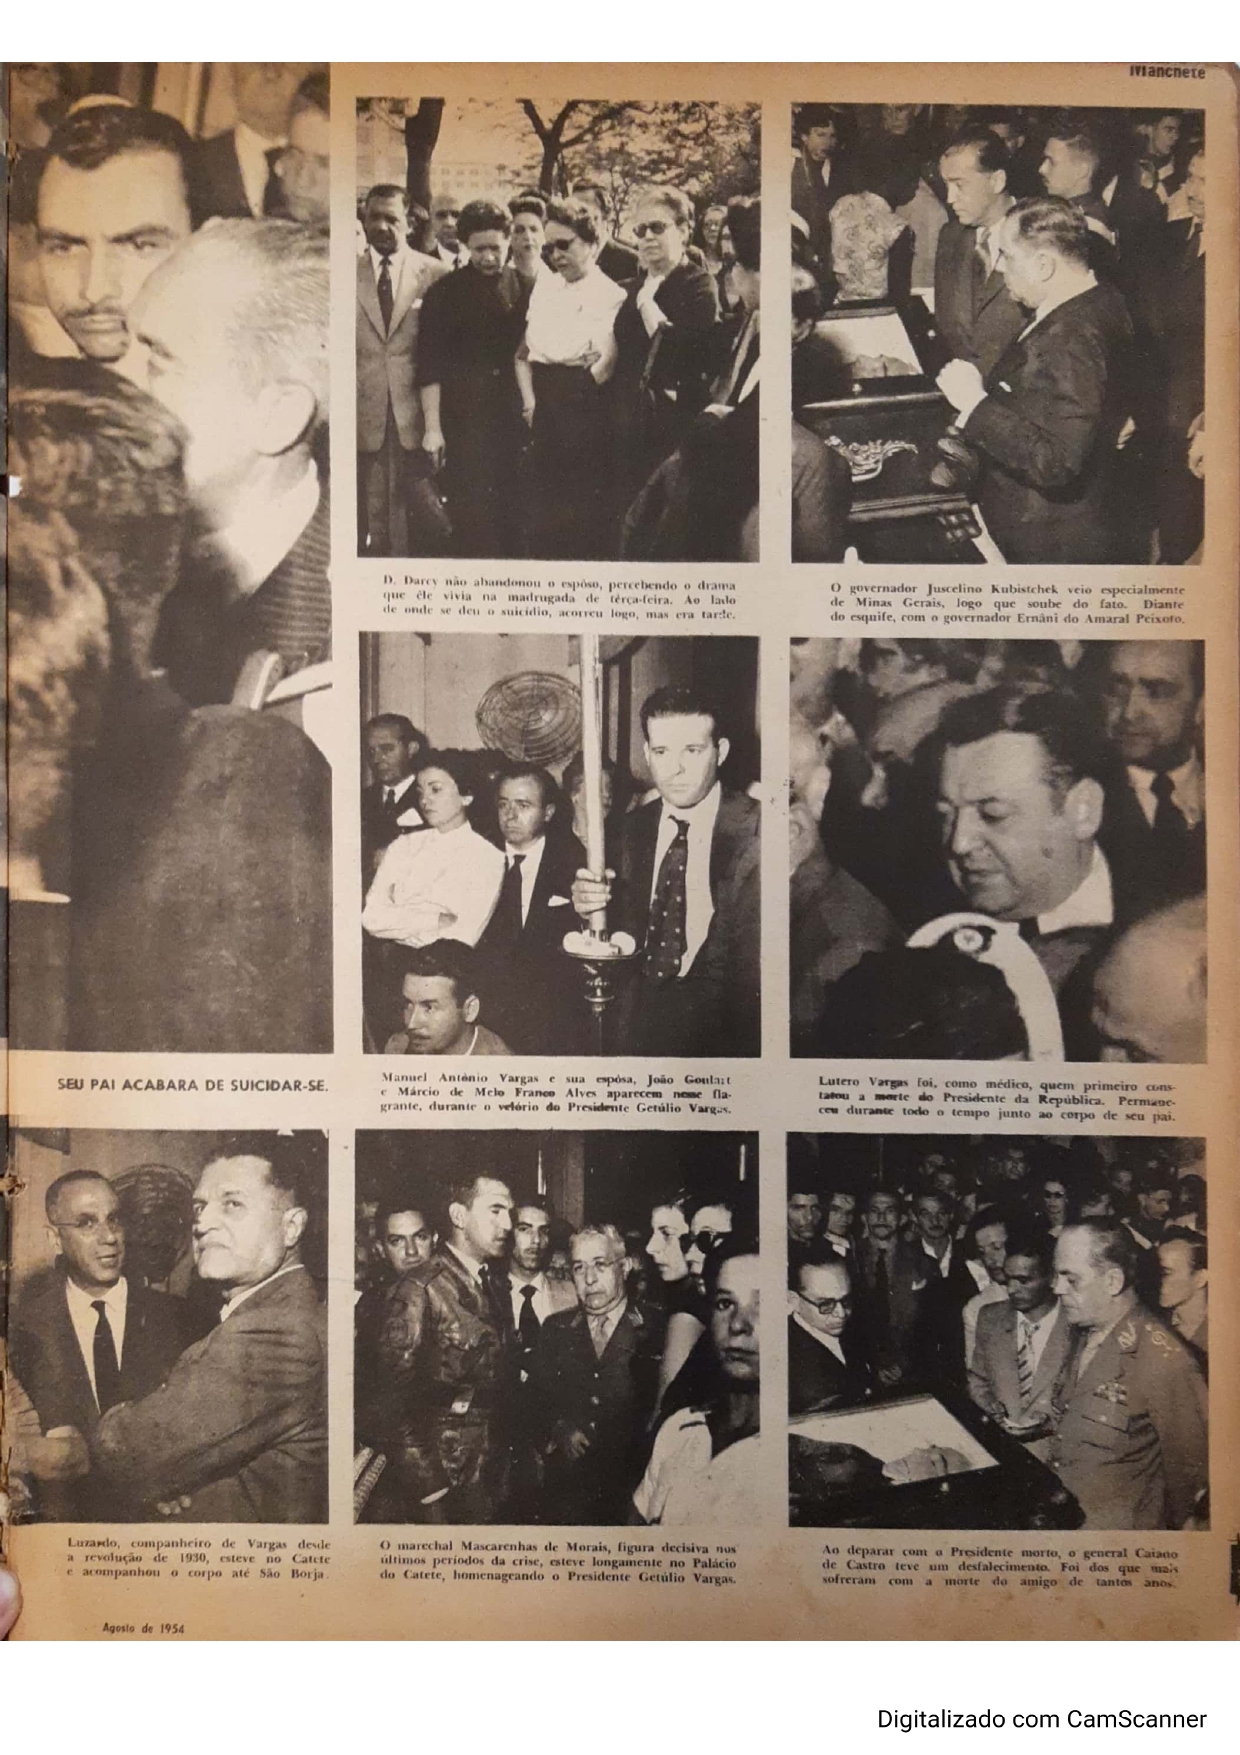 Manchete
D. Darcy não abandonou o espôso, percebendo o drama
que êle vivia na madrugada de têrça-feira. Ao lado
de onde se deu o suicídio, acorreu logo, mas era tarde.
O governador Juscelino Kubistchek veio especialmente
de Minas Gerais, logo que soube do fato. Diante
do esquife, com o governador Ernâni do Amaral Peixoto.
SEU PAI ACABARA DE SUICIDAR-SE.
Manuel Antônio Vargas e sua espôsa, João Goulart
e Márcio de Melo Franco Alves aparecem nesse fla-
grante, durante o velório do Presidente Getúlio Vargas.
Lutero Vargas foi, como médico, quem primeiro cons-
tatou a morte do Presidente da República. Permane-
ceu durante todo o tempo junto ao corpo de seu pai.
Luzardo, companheiro de Vargas desde
a revolução de 1930, esteve no Catete
e acompanhou o corpo até São Borja.
O marechal Mascarenhas de Morais, figura decisiva nos
últimos períodos da crise, esteve longamente no Palácio
do Catete, homenageando o Presidente Getúlio Vargas.
Ao deparar com o Presidente morto, o general Caiado
de Castro teve um desfalecimento. Foi dos que mais
sofreram com a morte do amigo de tantos anos.
Agosto de 1954
Digitalizado com CamScanner